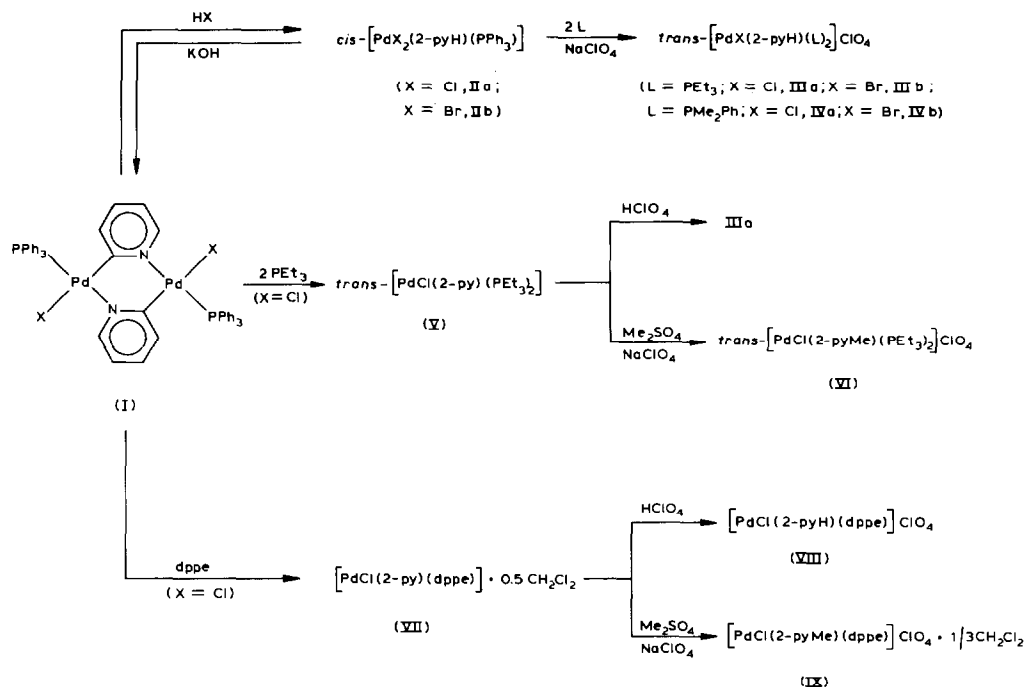 HX
KOH
cis-[PdX₂(2-pyH)(PPh₃)]
2 L
NaClO₄
trans-[PdX(2-pyH)(L)₂]ClO₄
(X = Cl, IIa;
X = Br, IIb)
(L = PEt₃; X = Cl, IIIa; X = Br, IIIb;
L = PMe₂Ph; X = Cl, IVa; X = Br, IVb)
PPh₃
X
Pd
N
Pd
X
N
PPh₃
(I)
2 PEt₃
(X = Cl)
trans-[PdCl(2-py)(PEt₃)₂]
(V)
HClO₄
IIIa
Me₂SO₄
NaClO₄
trans-[PdCl(2-pyMe)(PEt₃)₂]ClO₄
(VI)
dppe
(X = Cl)
[PdCl(2-py)(dppe)] • 0.5 CH₂Cl₂
(VII)
HClO₄
[PdCl(2-pyH)(dppe)]ClO₄
(VIII)
Me₂SO₄
NaClO₄
[PdCl(2-pyMe)(dppe)]ClO₄ • 1/3CH₂Cl₂
(IX)